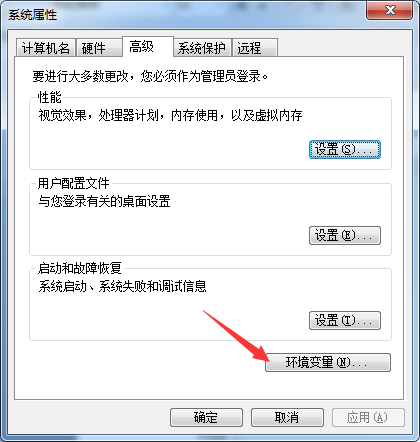 系统属性
计算机名 硬件 高级 系统保护 远程
要进行大多数更改，您必须作为管理员登录。
性能
视觉效果，处理器计划，内存使用，以及虚拟内存
设置(S)...
用户配置文件
与您登录有关的桌面设置
设置(E)...
启动和故障恢复
系统启动、系统失败和调试信息
设置(T)...
环境变量(N)...
确定 取消 应用(A)